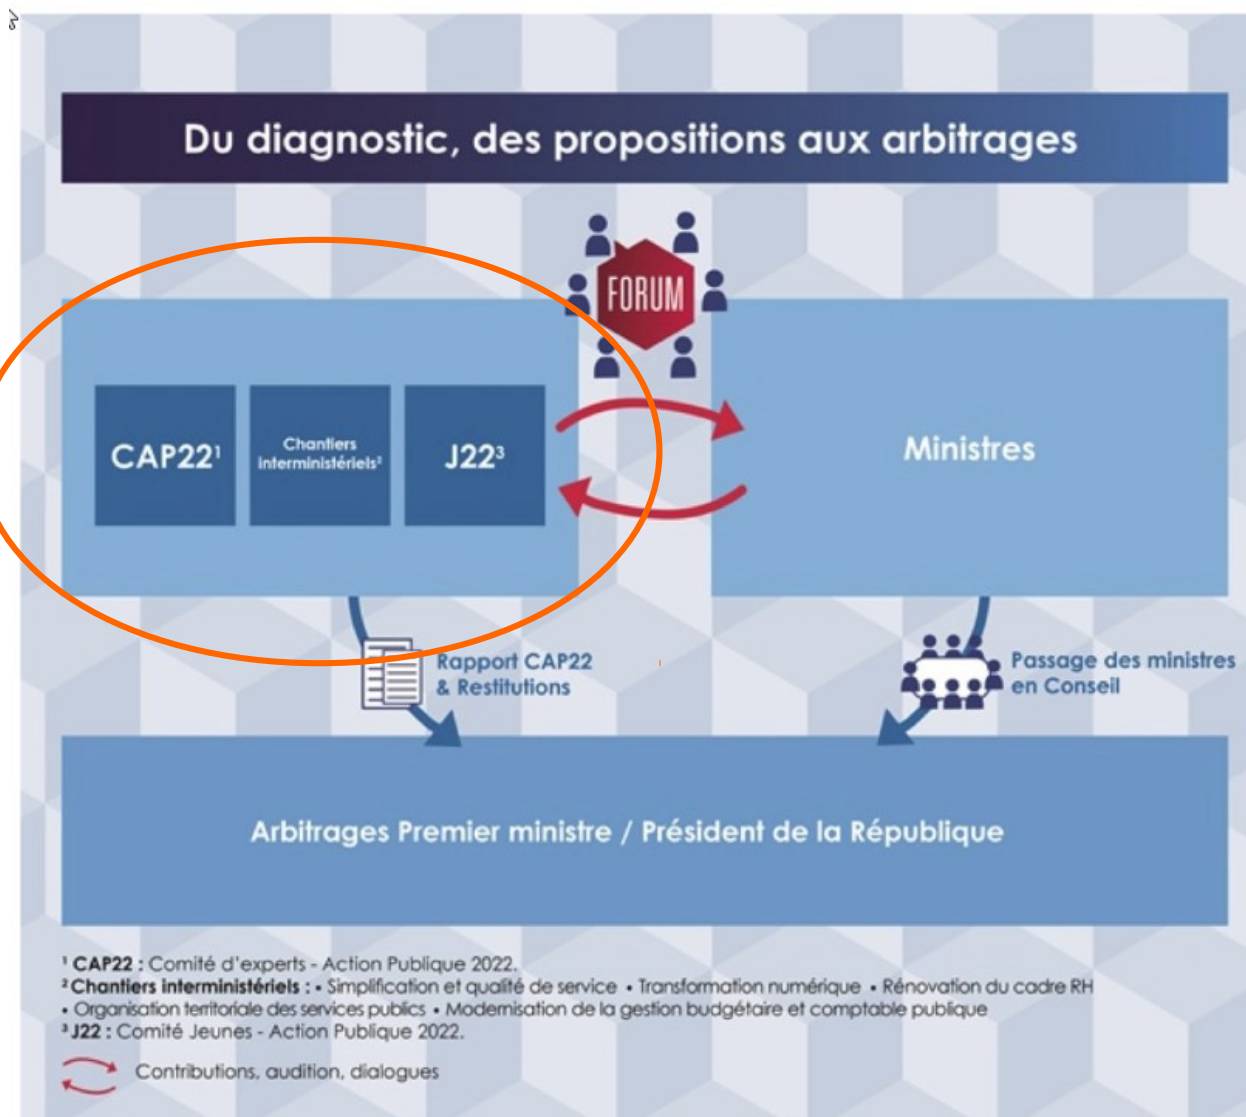 Du diagnostic, des propositions aux arbitrages
FORUM
CAP22¹
Chantiers
interministériels²
J22³
Ministres
Rapport CAP22
& Restitutions
Passage des ministres
en Conseil
Arbitrages Premier ministre / Président de la République
¹ CAP22 : Comité d'experts - Action Publique 2022.
² Chantiers interministériels : • Simplification et qualité de service • Transformation numérique • Rénovation du cadre RH
• Organisation territoriale des services publics • Modernisation de la gestion budgétaire et comptable publique
³ J22 : Comité Jeunes - Action Publique 2022.
Contributions, audition, dialogues